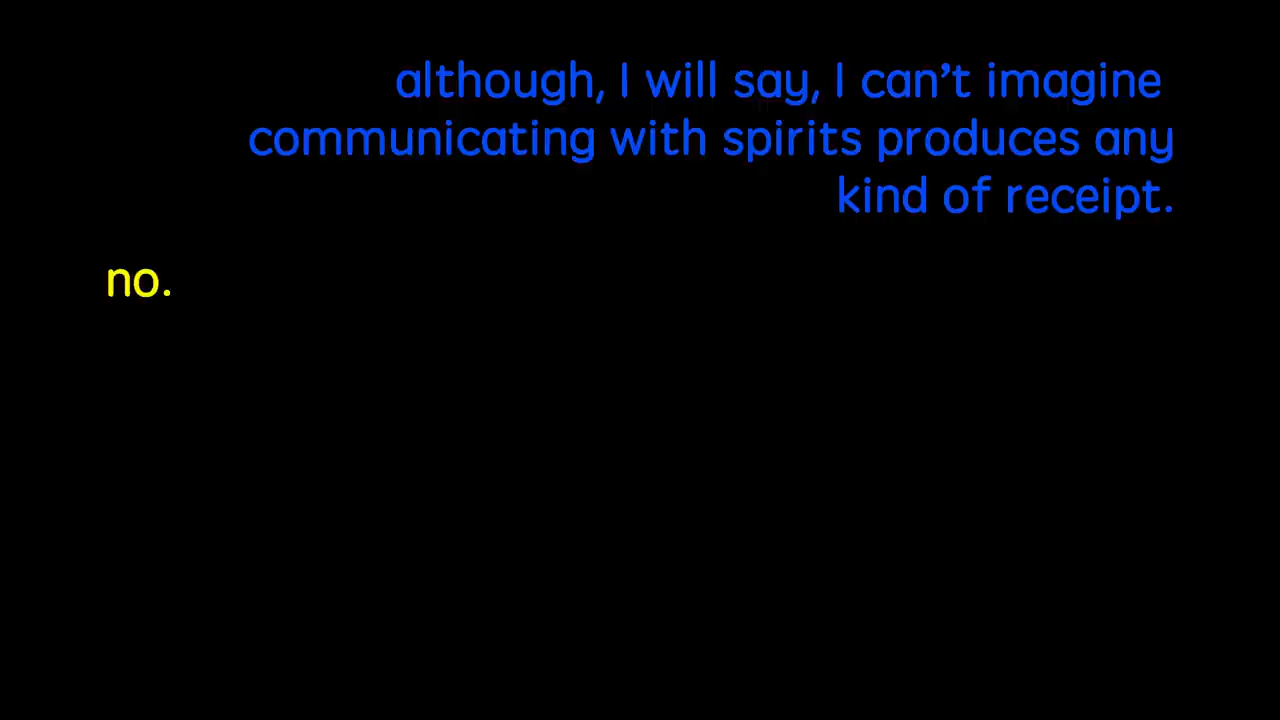 although, I will say, I can’t imagine
communicating with spirits produces any
kind of receipt.
no.